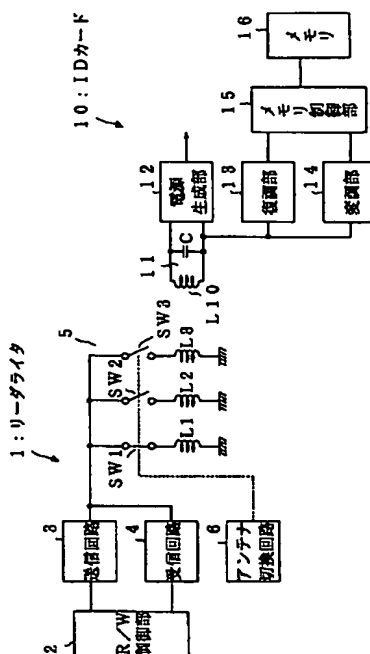 1:リーダライタ
2
R/W
制御部
3
送信回路
4
受信回路
5
SW1
SW2
SW3
L1
L2
L3
6
アンテナ
切換回路
10:IDカード
11
C
L10
12
電源
生成部
13
復調部
14
変調部
15
メモリ制御部
16
メモリ